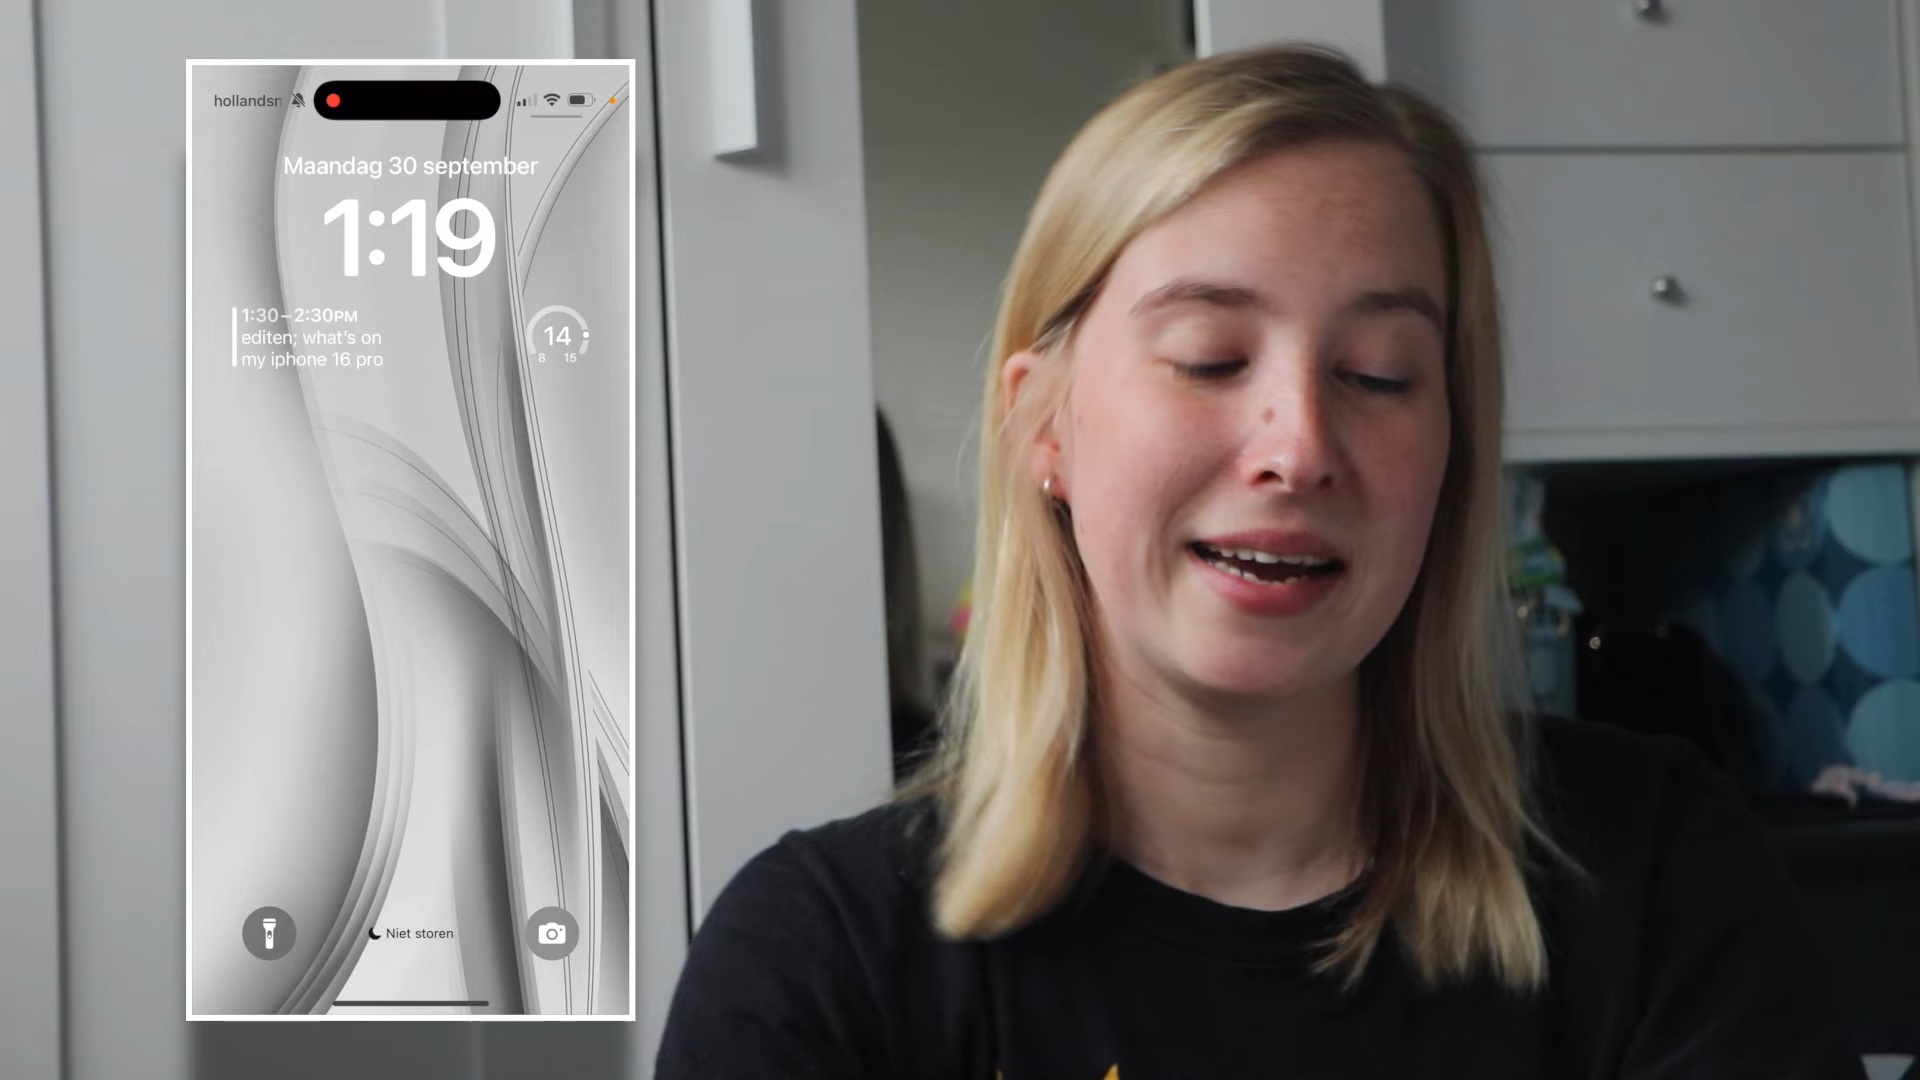 hollandsn
Maandag 30 september
1:19
1:30–2:30PM
editen; what's on
my iphone 16 pro
14
8 15
Niet storen